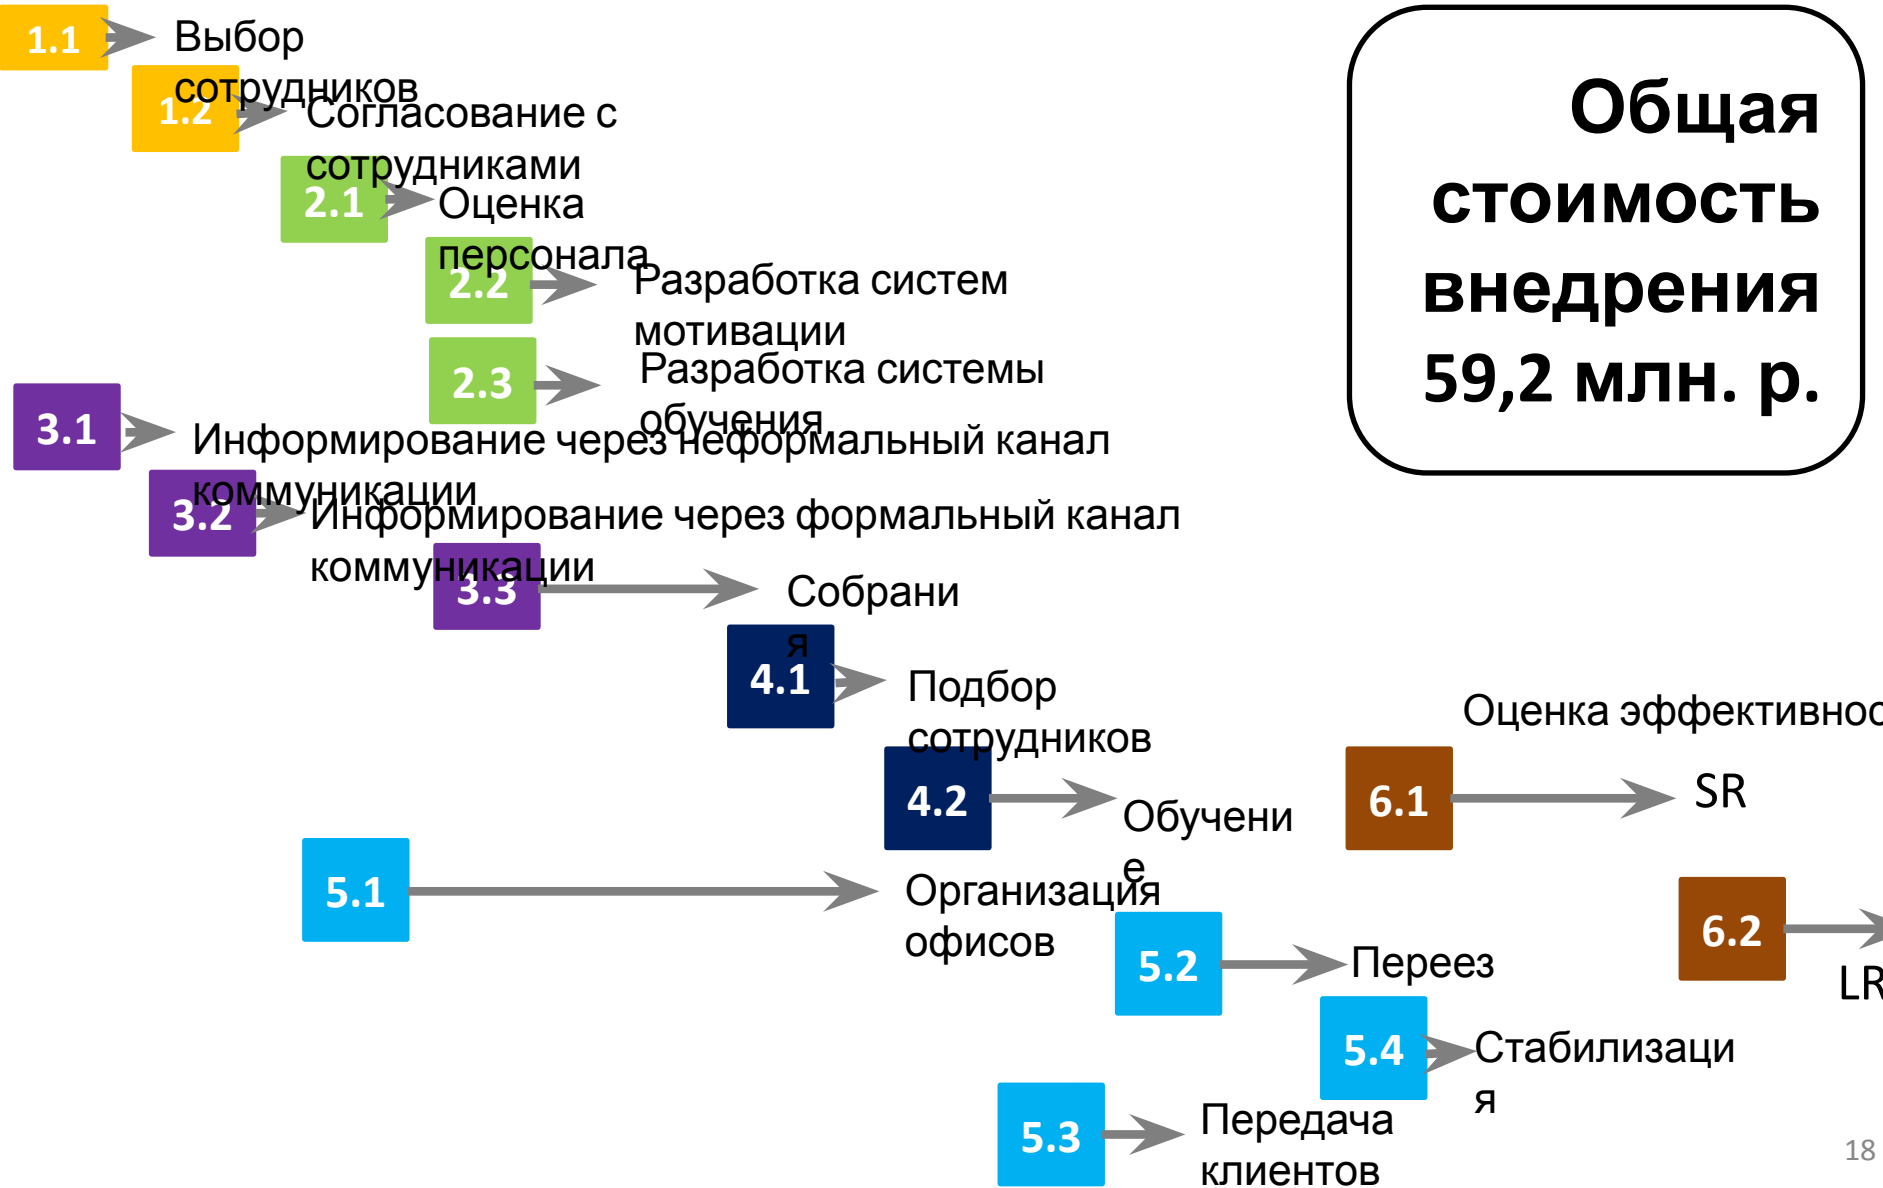 1.1
Выбор
сотрудников
1.2
Согласование с
сотрудниками
2.1
Оценка
персонала
2.2
Разработка систем
мотивации
2.3
Разработка системы
обучения
3.1
Информирование через неформальный канал
коммуникации
3.2
Информирование через формальный канал
коммуникации
3.3
Собрани
я
4.1
Подбор
сотрудников
4.2
Обучени
е
5.1
Организация
офисов
5.2
Переез
5.4
Стабилизаци
я
5.3
Передача
клиентов
Общая
стоимость
внедрения
59,2 млн. р.
Оценка эффективнос
6.1
SR
6.2
LR
18